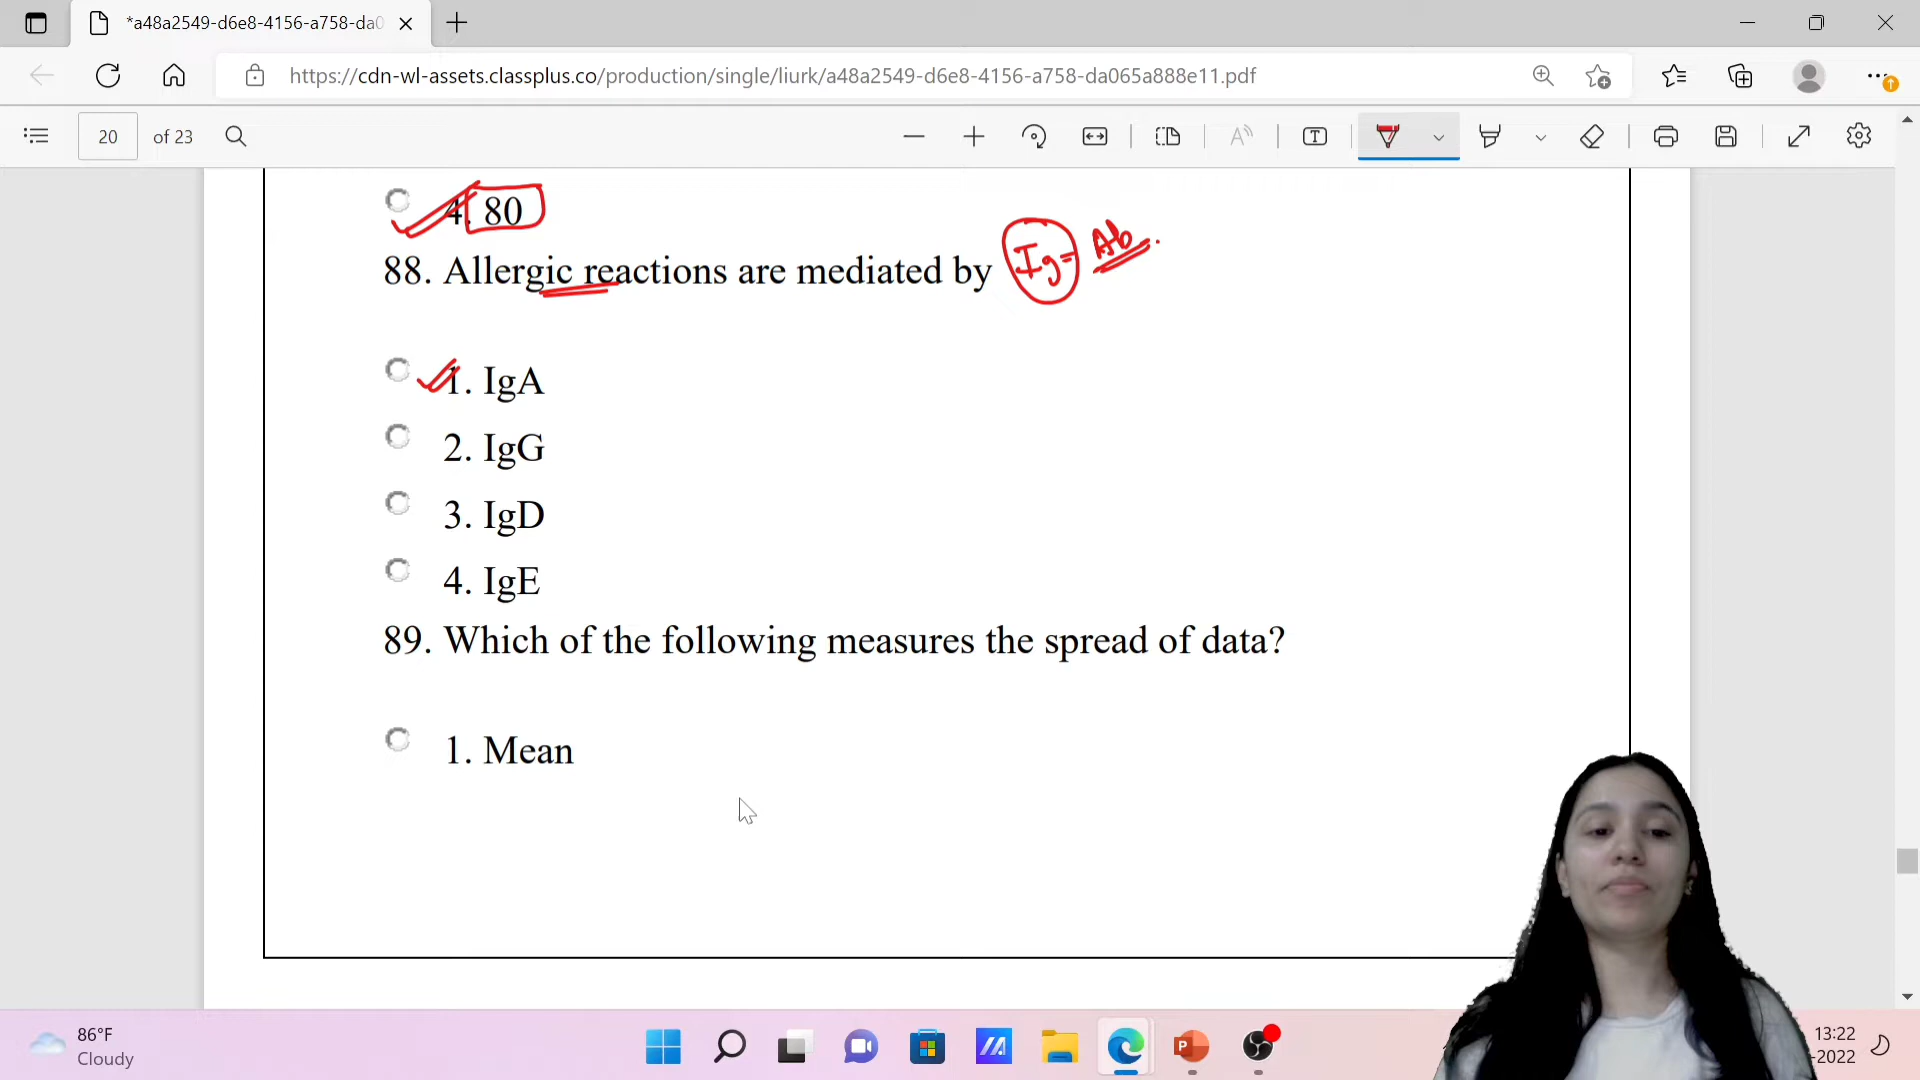 *a48a2549-d6e8-4156-a758-da0
https://cdn-wl-assets.classplus.co/production/single/liurk/a48a2549-d6e8-4156-a758-da065a888e11.pdf
20 of 23
4. 80
88. Allergic reactions are mediated by Ig = Ab.
1. IgA
2. IgG
3. IgD
4. IgE
89. Which of the following measures the spread of data?
1. Mean
86°F
Cloudy
13:22
-2022